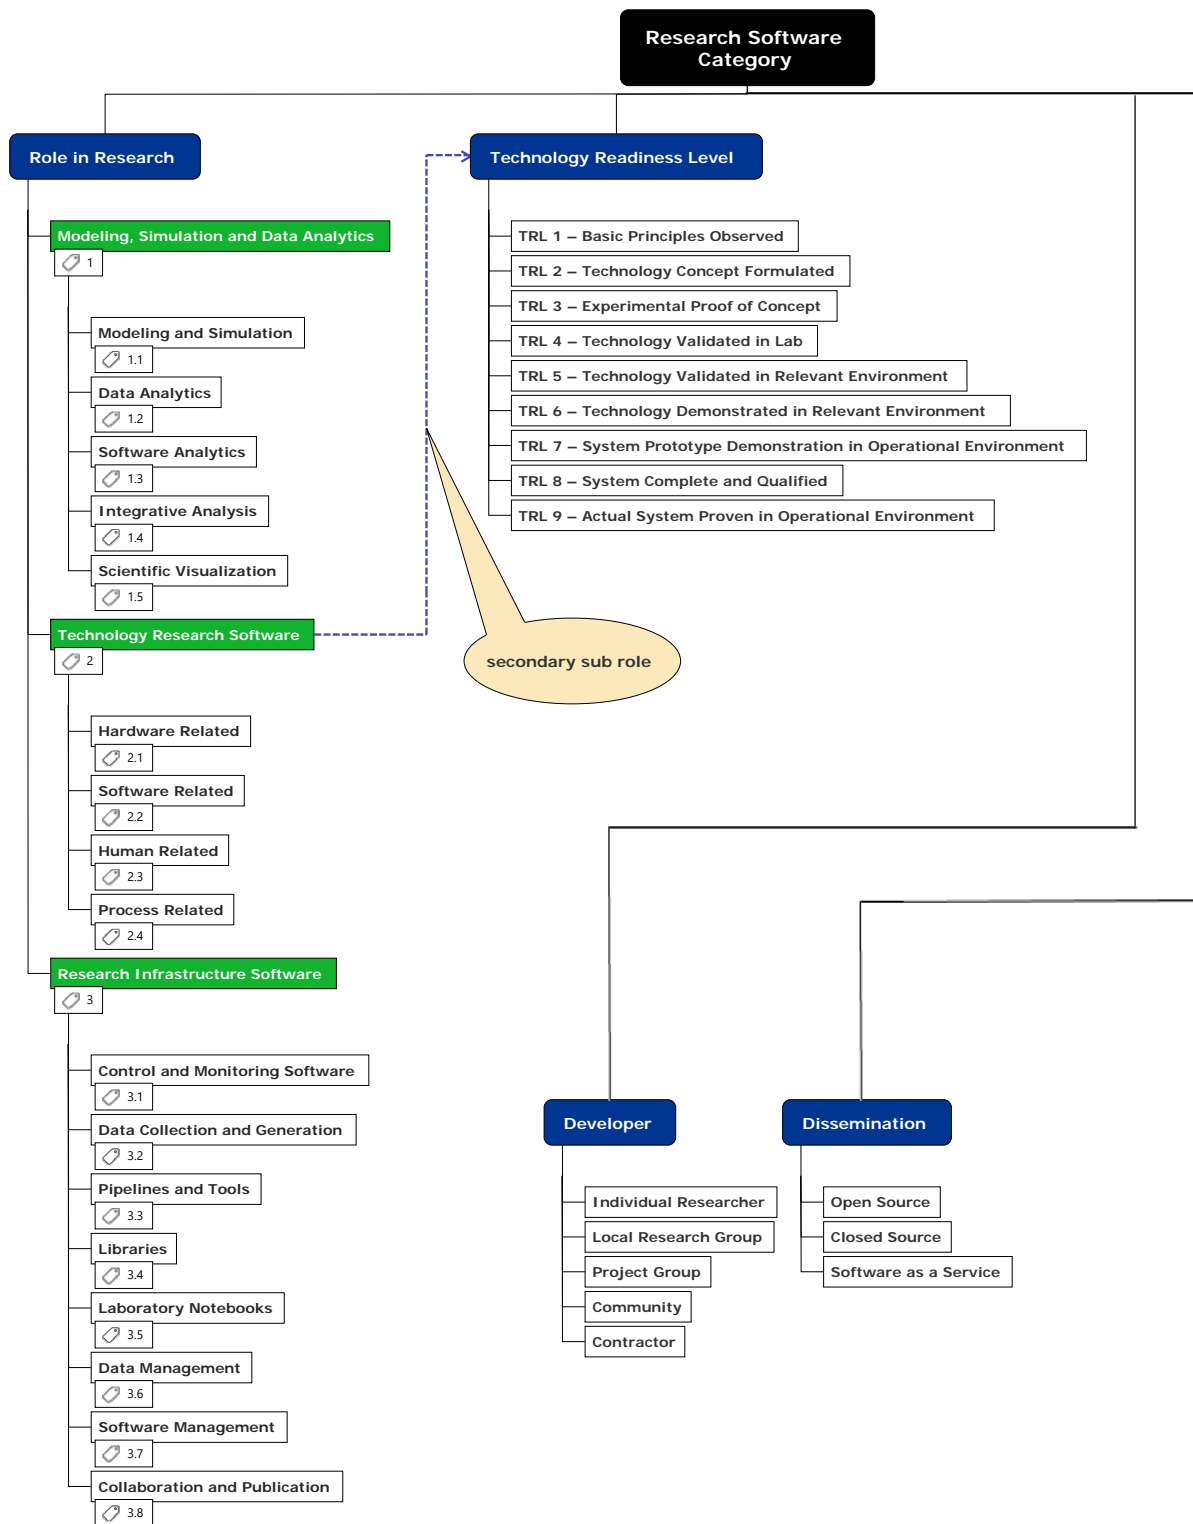 Research Software
Category
Role in Research
Technology Readiness Level
Modeling, Simulation and Data Analytics
1
Modeling and Simulation
1.1
Data Analytics
1.2
Software Analytics
1.3
Integrative Analysis
1.4
Scientific Visualization
1.5
Technology Research Software
2
Hardware Related
2.1
Software Related
2.2
Human Related
2.3
Process Related
2.4
Research Infrastructure Software
3
Control and Monitoring Software
3.1
Data Collection and Generation
3.2
Pipelines and Tools
3.3
Libraries
3.4
Laboratory Notebooks
3.5
Data Management
3.6
Software Management
3.7
Collaboration and Publication
3.8
TRL 1 – Basic Principles Observed
TRL 2 – Technology Concept Formulated
TRL 3 – Experimental Proof of Concept
TRL 4 – Technology Validated in Lab
TRL 5 – Technology Validated in Relevant Environment
TRL 6 – Technology Demonstrated in Relevant Environment
TRL 7 – System Prototype Demonstration in Operational Environment
TRL 8 – System Complete and Qualified
TRL 9 – Actual System Proven in Operational Environment
secondary sub role
Developer
Individual Researcher
Local Research Group
Project Group
Community
Contractor
Dissemination
Open Source
Closed Source
Software as a Service